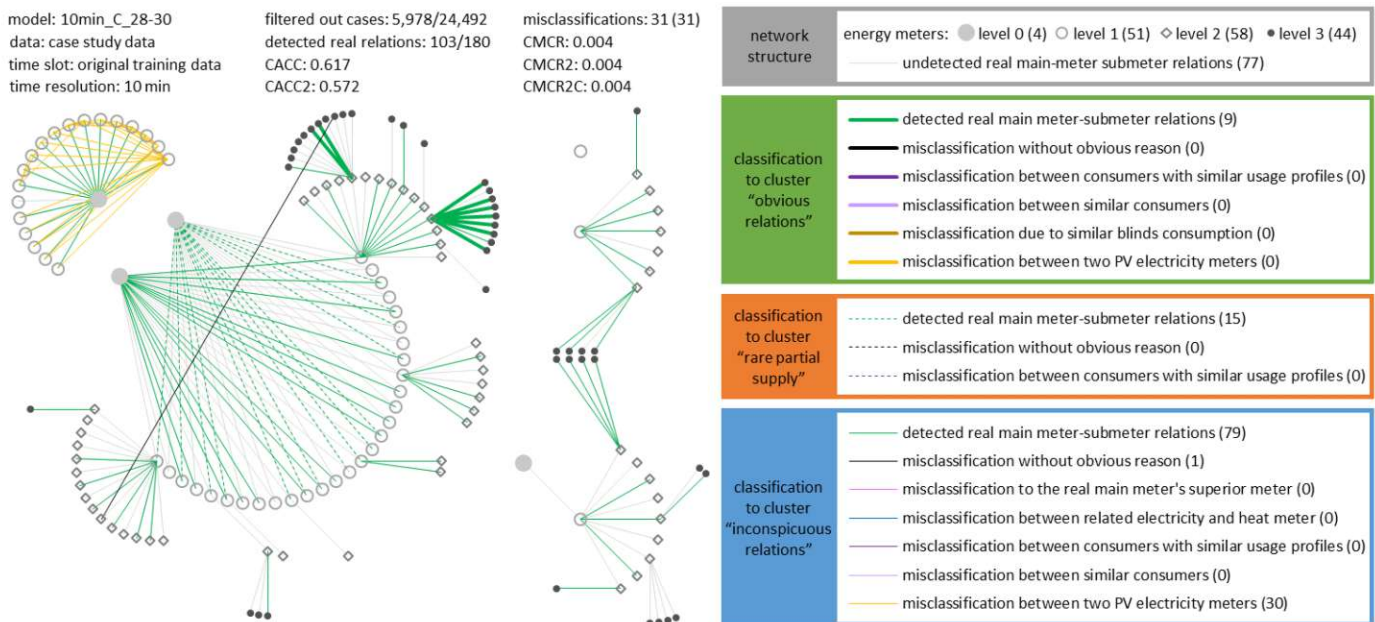 model: 10min_C_28-30
data: case study data
time slot: original training data
time resolution: 10 min
filtered out cases: 5,978/24,492
detected real relations: 103/180
CACC: 0.617
CACC2: 0.572
misclassifications: 31 (31)
CMCR: 0.004
CMCR2: 0.004
CMCR2C: 0.004
network
structure
energy meters: level 0 (4) level 1 (51) level 2 (58) level 3 (44)
undetected real main-meter submeter relations (77)
classification
to cluster
“obvious
relations”
detected real main meter-submeter relations (9)
misclassification without obvious reason (0)
misclassification between consumers with similar usage profiles (0)
misclassification between similar consumers (0)
misclassification due to similar blinds consumption (0)
misclassification between two PV electricity meters (0)
classification
to cluster
“rare partial
supply”
detected real main meter-submeter relations (15)
misclassification without obvious reason (0)
misclassification between consumers with similar usage profiles (0)
classification
to cluster
“inconspicuous
relations”
detected real main meter-submeter relations (79)
misclassification without obvious reason (1)
misclassification to the real main meter's superior meter (0)
misclassification between related electricity and heat meter (0)
misclassification between consumers with similar usage profiles (0)
misclassification between similar consumers (0)
misclassification between two PV electricity meters (30)